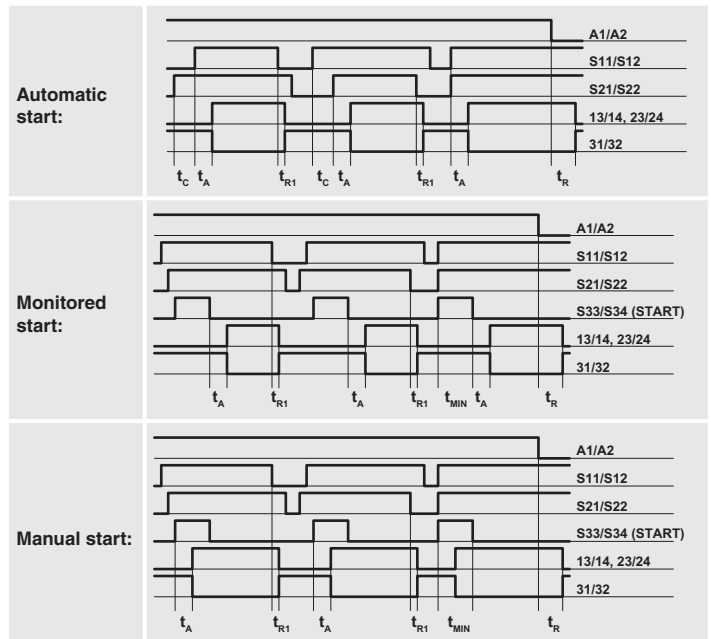 Automatic start:
A1/A2
S11/S12
S21/S22
13/14, 23/24
31/32
tC tA tR1 tC tA tR1 tA tR
Monitored start:
A1/A2
S11/S12
S21/S22
S33/S34 (START)
13/14, 23/24
31/32
tA tR1 tA tR1 tMIN tA tR
Manual start:
A1/A2
S11/S12
S21/S22
S33/S34 (START)
13/14, 23/24
31/32
tA tR1 tA tR1 tMIN tR